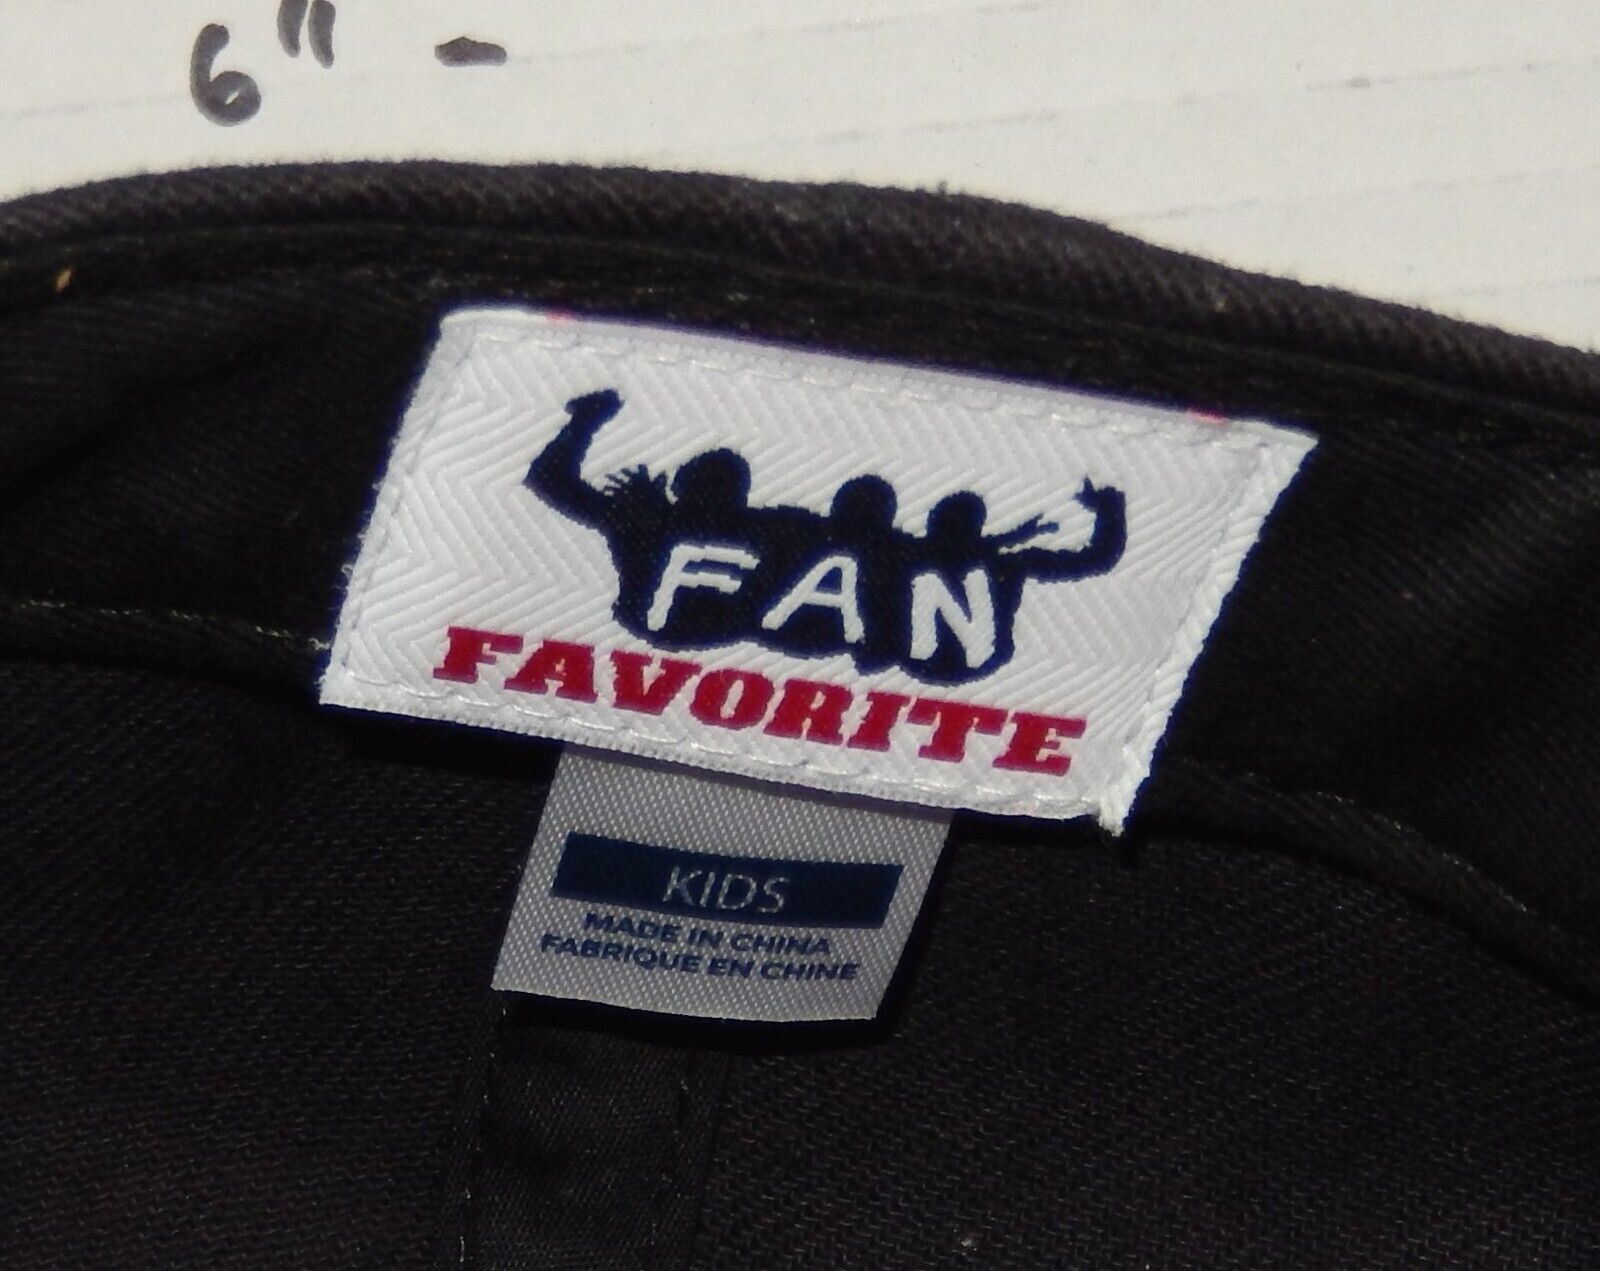 6" -
FAN
FAVORITE
KIDS
MADE IN CHINA
FABRIQUE EN CHINE